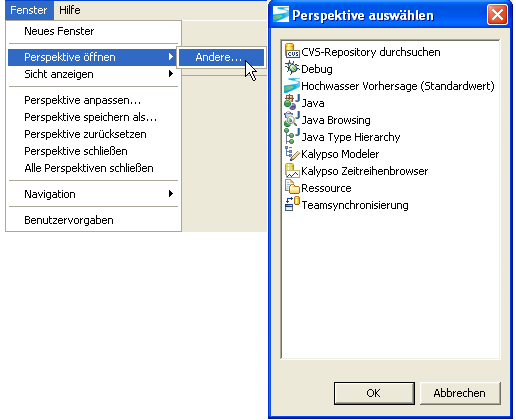 Fenster Hilfe
Neues Fenster
Perspektive öffnen
Andere...
Sicht anzeigen
Perspektive anpassen...
Perspektive speichern als...
Perspektive zurücksetzen
Perspektive schließen
Alle Perspektiven schließen
Navigation
Benutzervorgaben
Perspektive auswählen
CVS CVS-Repository durchsuchen
Debug
Hochwasser Vorhersage (Standardwert)
Java
Java Browsing
Java Type Hierarchy
Kalypso Modeler
Kalypso Zeitreihenbrowser
Ressource
Teamsynchronisierung
OK Abbrechen